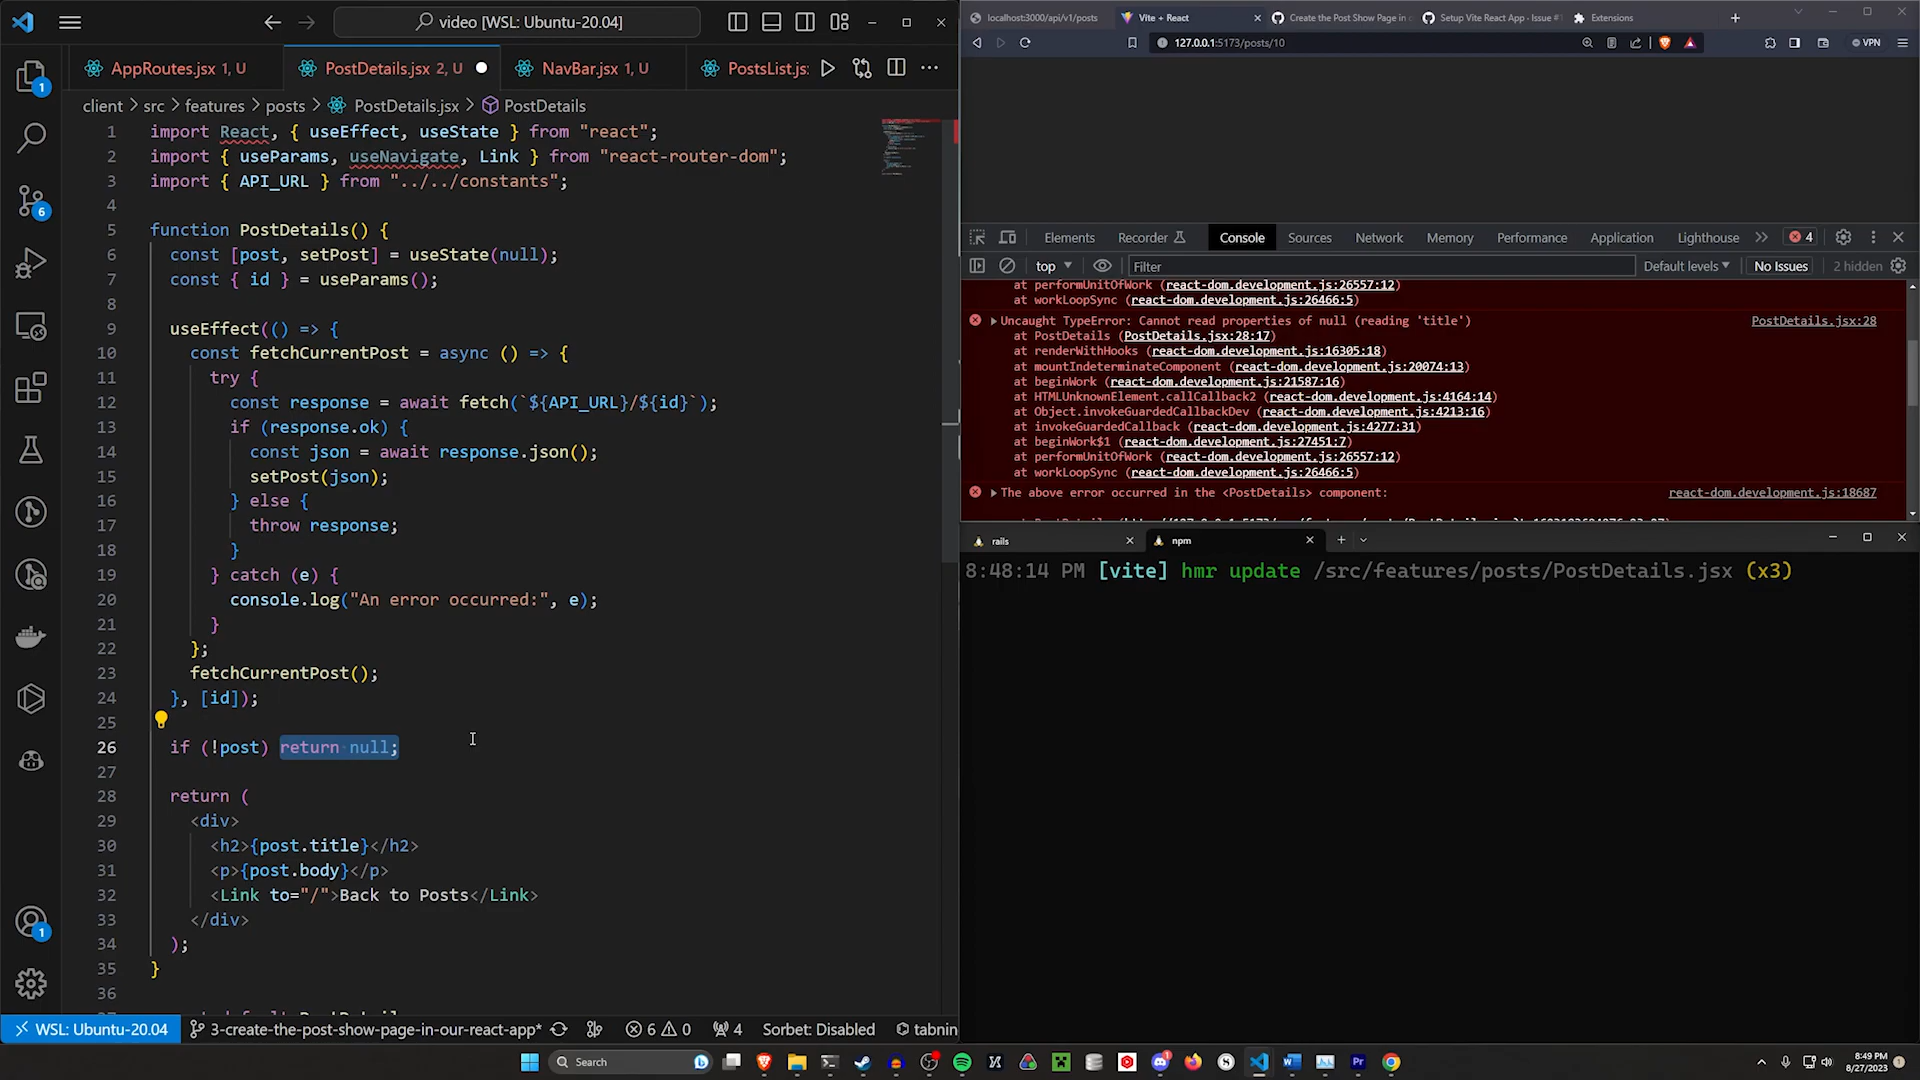 video [WSL: Ubuntu-20.04]
AppRoutes.jsx 1, U
PostDetails.jsx 2, U
NavBar.jsx 1, U
PostsList.js:
client > src > features > posts > PostDetails.jsx > PostDetails
1 import React, { useEffect, useState } from "react";
2 import { useParams, useNavigate, Link } from "react-router-dom";
3 import { API_URL } from "../../constants";
4
5 function PostDetails() {
6 const [post, setPost] = useState(null);
7 const { id } = useParams();
8
9 useEffect(() => {
10 const fetchCurrentPost = async () => {
11 try {
12 const response = await fetch(`${API_URL}/${id}`);
13 if (response.ok) {
14 const json = await response.json();
15 setPost(json);
16 } else {
17 throw response;
18 }
19 } catch (e) {
20 console.log("An error occurred:", e);
21 }
22 };
23 fetchCurrentPost();
24 }, [id]);
25
26 if (!post) return null;
27
28 return (
29 <div>
30 <h2>{post.title}</h2>
31 <p>{post.body}</p>
32 <Link to="/">Back to Posts</Link>
33 </div>
34 );
35 }
36
WSL: Ubuntu-20.04
3-create-the-post-show-page-in-our-react-app*
6 0
4
Sorbet: Disabled
tabnin
localhost:3000/api/v1/posts
Vite + React
Create the Post Show Page in
Setup Vite React App · Issue #
Extensions
127.0.0.1:5173/posts/10
VPN
Elements
Recorder
Console
Sources
Network
Memory
Performance
Application
Lighthouse
4
top
Filter
Default levels
No Issues
2 hidden
at performUnitOfWork (react-dom.development.js:26557:12)
at workLoopSync (react-dom.development.js:26466:5)
Uncaught TypeError: Cannot read properties of null (reading 'title') PostDetails.jsx:28
at PostDetails (PostDetails.jsx:28:17)
at renderWithHooks (react-dom.development.js:16305:18)
at mountIndeterminateComponent (react-dom.development.js:20074:13)
at beginWork (react-dom.development.js:21587:16)
at HTMLUnknownElement.callCallback2 (react-dom.development.js:4164:14)
at Object.invokeGuardedCallbackDev (react-dom.development.js:4213:16)
at invokeGuardedCallback (react-dom.development.js:4277:31)
at beginWork$1 (react-dom.development.js:27451:7)
at performUnitOfWork (react-dom.development.js:26557:12)
at workLoopSync (react-dom.development.js:26466:5)
The above error occurred in the <PostDetails> component: react-dom.development.js:18687
rails
npm
8:48:14 PM [vite] hmr update /src/features/posts/PostDetails.jsx (x3)
Search
8:49 PM
8/27/2023